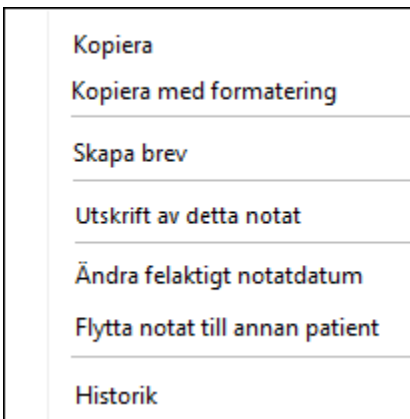 Kopiera
Kopiera med formatering
Skapa brev
Utskrift av detta notat
Ändra felaktigt notatdatum
Flytta notat till annan patient
Historik